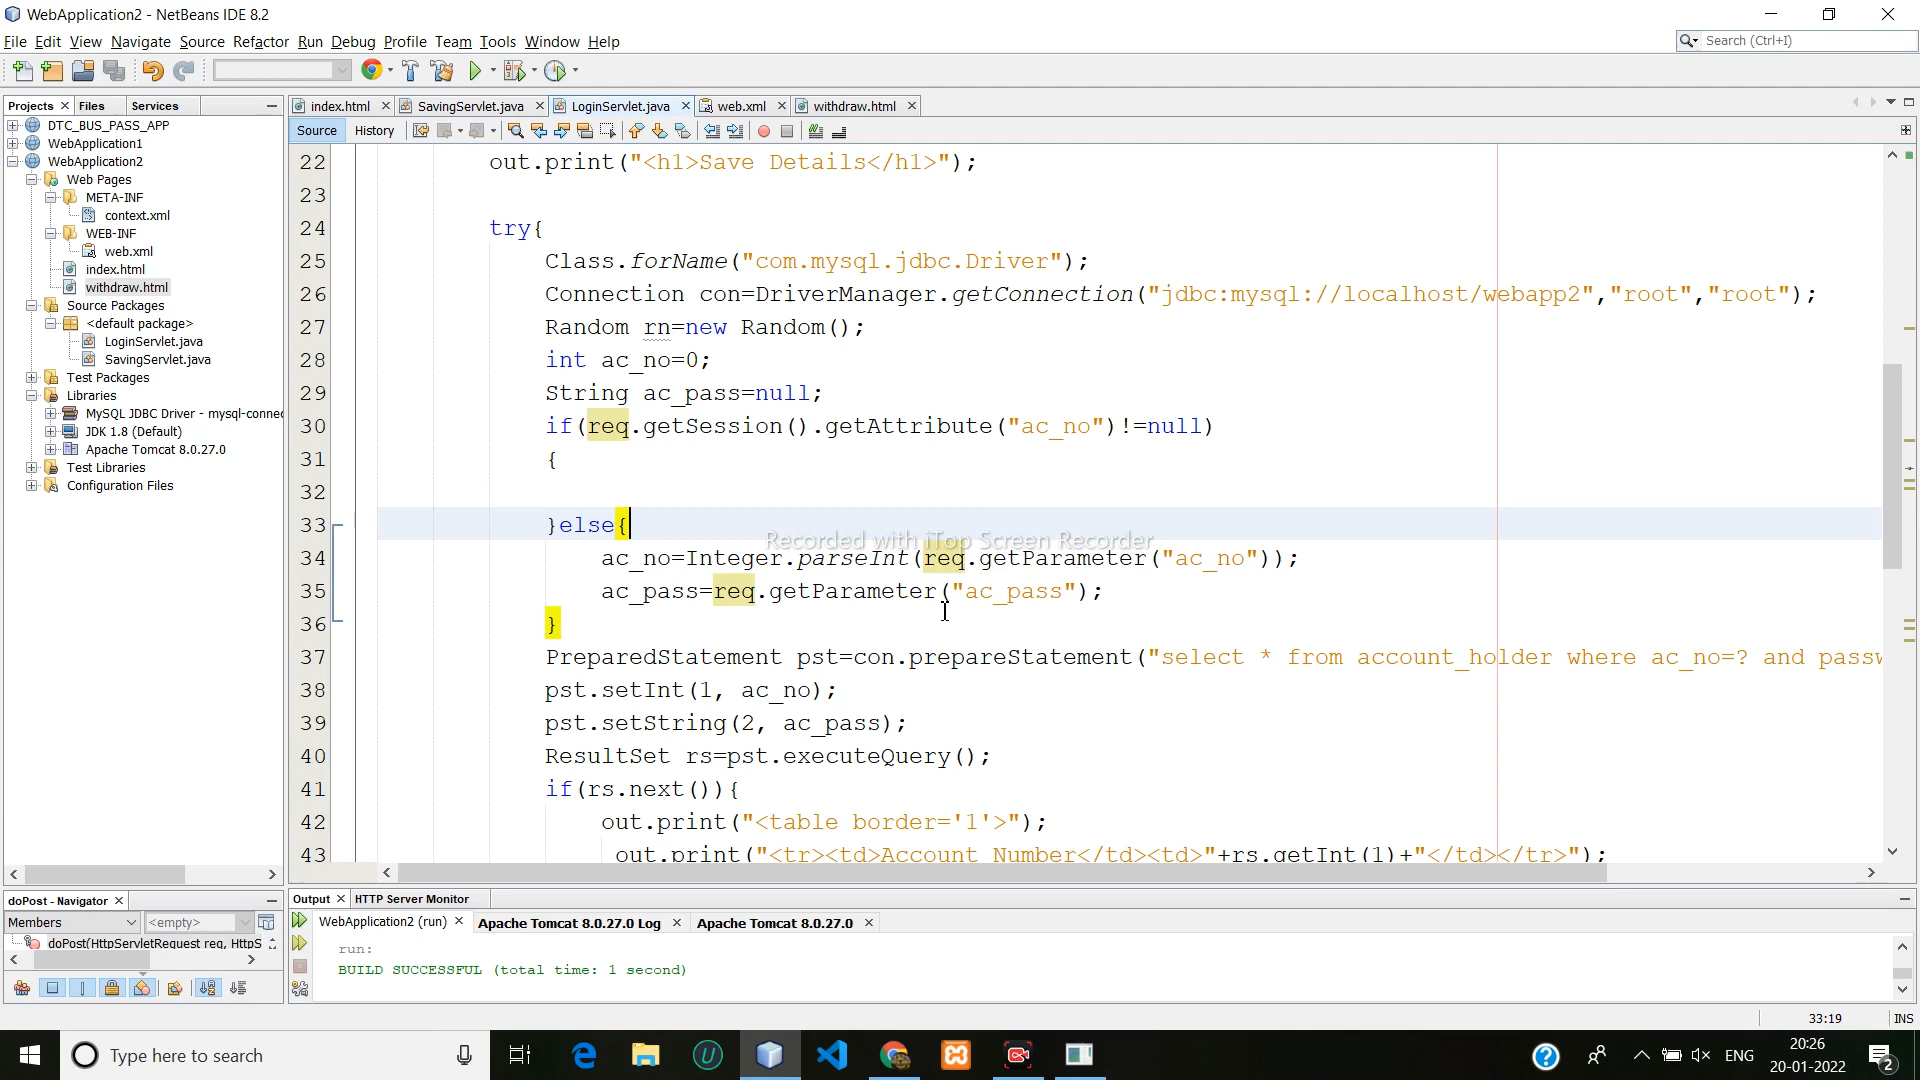 WebApplication2 - NetBeans IDE 8.2
File Edit View Navigate Source Refactor Run Debug Profile Team Tools Window Help
Search (Ctrl+I)
Projects Files Services
index.html SavingServlet.java LoginServlet.java web.xml withdraw.html
Source History
DTC_BUS_PASS_APP
WebApplication1
WebApplication2
Web Pages
META-INF
context.xml
WEB-INF
web.xml
index.html
withdraw.html
Source Packages
<default package>
LoginServlet.java
SavingServlet.java
Test Packages
Libraries
MySQL JDBC Driver - mysql-connec
JDK 1.8 (Default)
Apache Tomcat 8.0.27.0
Test Libraries
Configuration Files
22 out.print("<h1>Save Details</h1>");
23
24 try{
25 Class.forName("com.mysql.jdbc.Driver");
26 Connection con=DriverManager.getConnection("jdbc:mysql://localhost/webapp2","root","root");
27 Random rn=new Random();
28 int ac_no=0;
29 String ac_pass=null;
30 if(req.getSession().getAttribute("ac_no")!=null)
31 {
32
33 }else{
Recorded with iTop Screen Recorder
34 ac_no=Integer.parseInt(req.getParameter("ac_no"));
35 ac_pass=req.getParameter("ac_pass");
36 }
37 PreparedStatement pst=con.prepareStatement("select * from account_holder where ac_no=? and passw
38 pst.setInt(1, ac_no);
39 pst.setString(2, ac_pass);
40 ResultSet rs=pst.executeQuery();
41 if(rs.next()){
42 out.print("<table border='1'>");
43 out.print("<tr><td>Account Number</td><td>"+rs.getInt(1)+"</td></tr>");
doPost - Navigator
Members <empty>
doPost(HttpServletRequest req, HttpS
Output HTTP Server Monitor
WebApplication2 (run) Apache Tomcat 8.0.27.0 Log Apache Tomcat 8.0.27.0
run:
BUILD SUCCESSFUL (total time: 1 second)
33:19 INS
Type here to search
ENG
20:26
20-01-2022
2